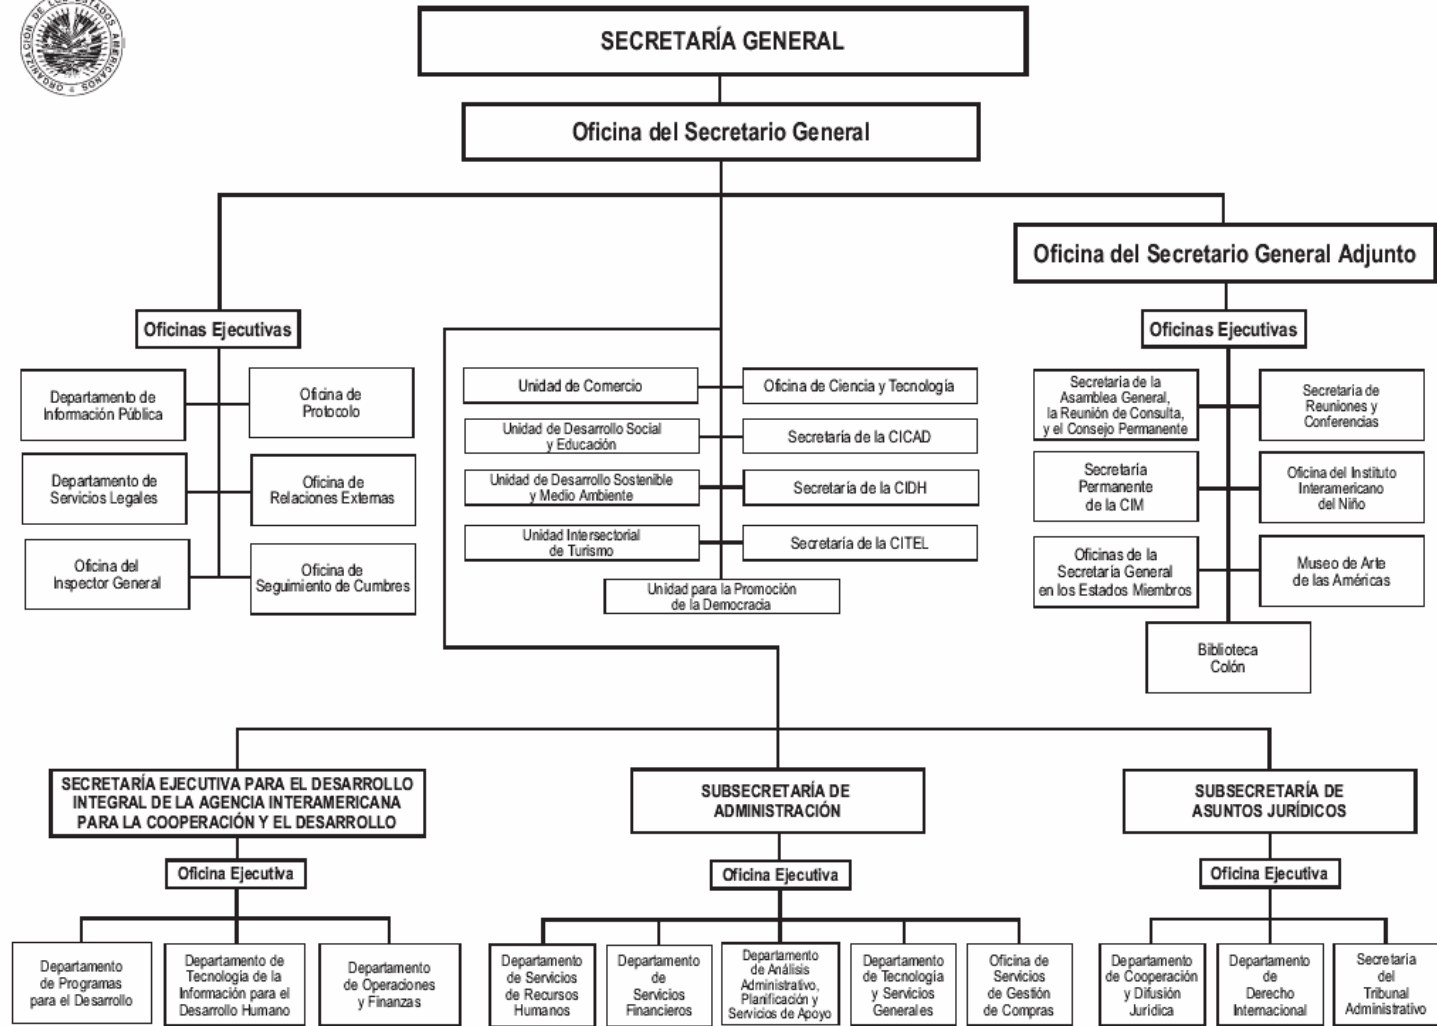 ORGANIZACIÓN DE LOS ESTADOS AMERICANOS
SECRETARÍA GENERAL
Oficina del Secretario General
Oficina del Secretario General Adjunto
Oficinas Ejecutivas
Departamento de
Información Pública
Oficina de
Protocolo
Departamento de
Servicios Legales
Oficina de
Relaciones Externas
Oficina del
Inspector General
Oficina de
Seguimiento de Cumbres
Unidad de Comercio
Oficina de Ciencia y Tecnología
Unidad de Desarrollo Social
y Educación
Secretaría de la CICAD
Unidad de Desarrollo Sostenible
y Medio Ambiente
Secretaría de la CIDH
Unidad Intersectorial
de Turismo
Secretaría de la CITEL
Unidad para la Promoción
de la Democracia
Oficinas Ejecutivas
Secretaría de la
Asamblea General,
la Reunión de Consulta,
y el Consejo Permanente
Secretaría de
Reuniones y
Conferencias
Secretaría
Permanente
de la CIM
Oficina del Instituto
Interamericano
del Niño
Oficinas de la
Secretaría General
en los Estados Miembros
Museo de Arte
de las Américas
Biblioteca
Colón
SECRETARÍA EJECUTIVA PARA EL DESARROLLO
INTEGRAL DE LA AGENCIA INTERAMERICANA
PARA LA COOPERACIÓN Y EL DESARROLLO
Oficina Ejecutiva
Departamento
de Programas
para el Desarrollo
Departamento de
Tecnología de la
Información para el
Desarrollo Humano
Departamento
de Operaciones
y Finanzas
SUBSECRETARÍA DE
ADMINISTRACIÓN
Oficina Ejecutiva
Departamento
de Servicios
de Recursos
Humanos
Departamento
de
Servicios
Financieros
Departamento
de Análisis
Administrativo,
Planificación y
Servicios de Apoyo
Departamento
de Tecnología
y Servicios
Generales
Oficina de
Servicios
de Gestión
de Compras
SUBSECRETARÍA DE
ASUNTOS JURÍDICOS
Oficina Ejecutiva
Departamento
de Cooperación
y Difusión
Jurídica
Departamento
de
Derecho
Internacional
Secretaría
del
Tribunal
Administrativo